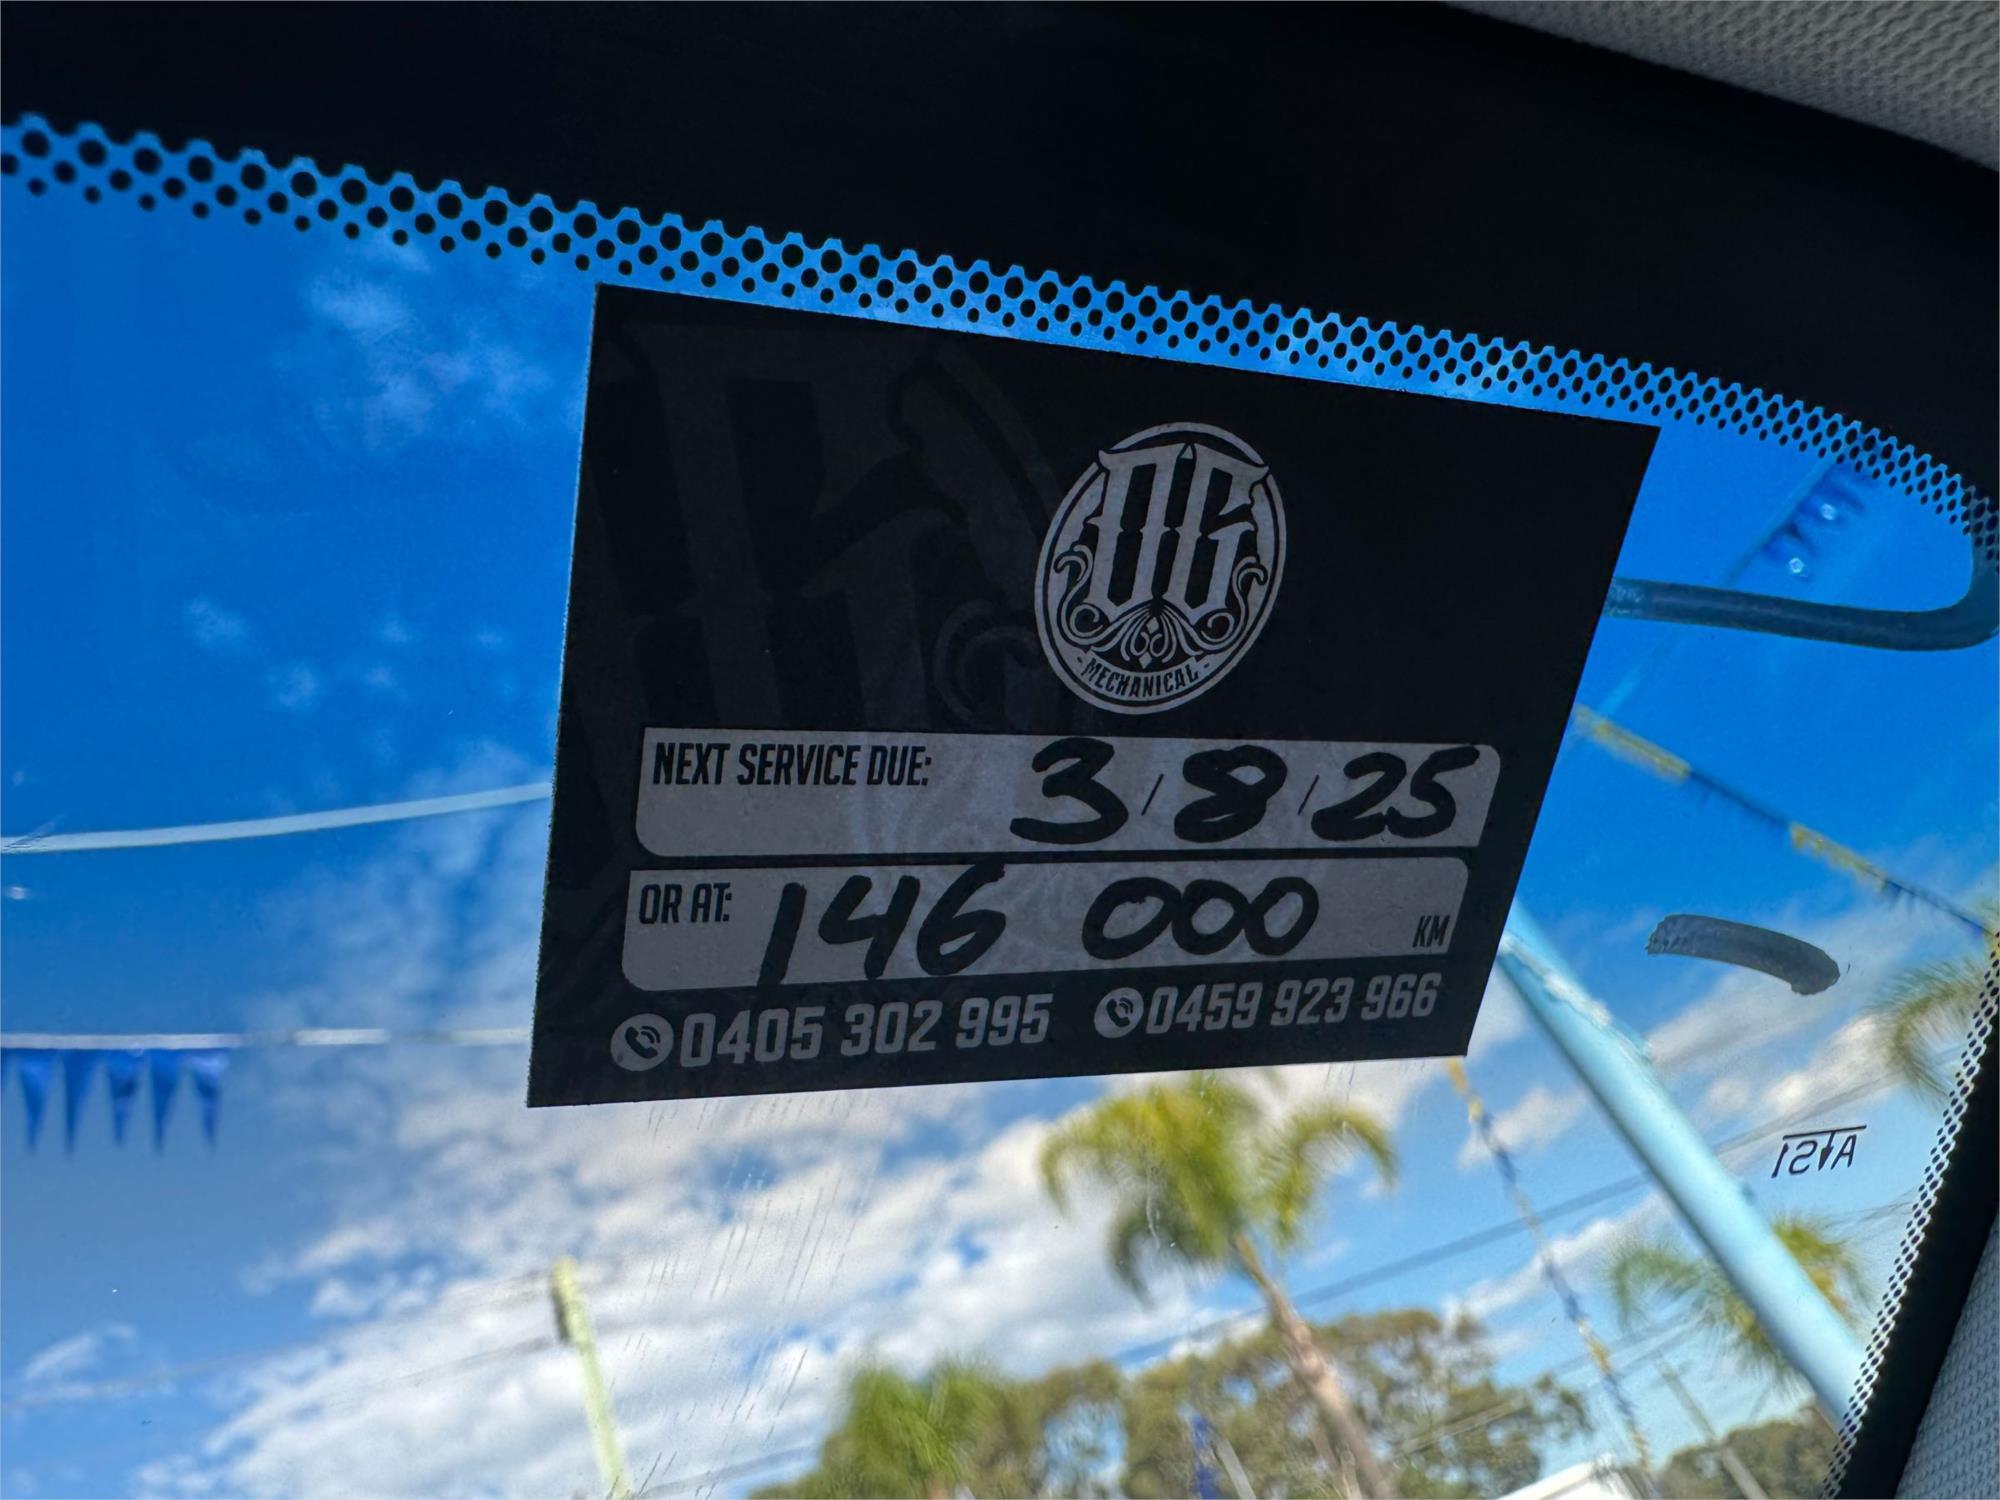 OG
- MECHANICAL -
NEXT SERVICE DUE: 3/8/25
OR AT: 146 000 KM
0405 302 995 0459 923 966